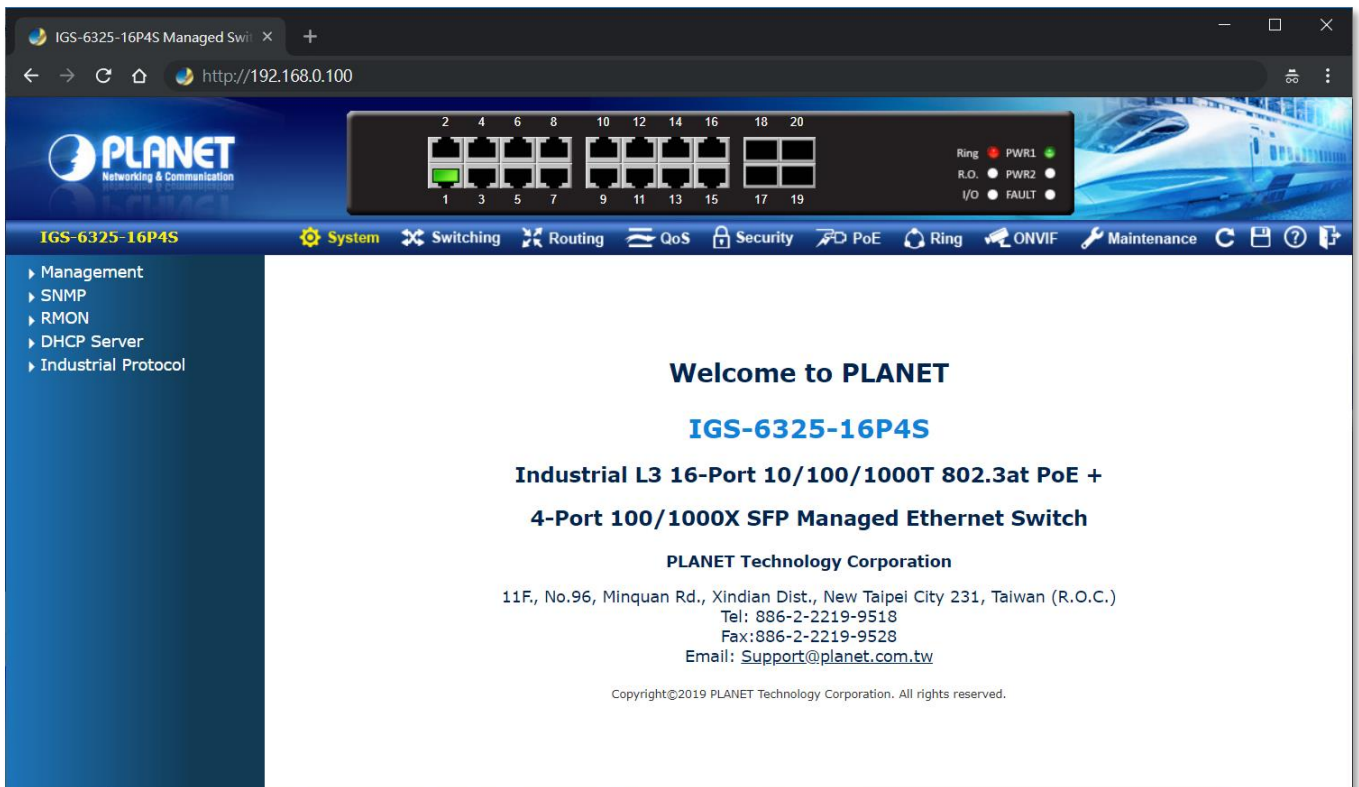 IGS-6325-16P4S Managed Swit
http://192.168.0.100
PLANET
Networking & Communication
2 4 6 8 10 12 14 16 18 20
1 3 5 7 9 11 13 15 17 19
Ring PWR1
R.O. PWR2
I/O FAULT
IGS-6325-16P4S
System Switching Routing QoS Security PoE Ring ONVIF Maintenance
Management
SNMP
RMON
DHCP Server
Industrial Protocol
Welcome to PLANET
IGS-6325-16P4S
Industrial L3 16-Port 10/100/1000T 802.3at PoE +
4-Port 100/1000X SFP Managed Ethernet Switch
PLANET Technology Corporation
11F., No.96, Minquan Rd., Xindian Dist., New Taipei City 231, Taiwan (R.O.C.)
Tel: 886-2-2219-9518
Fax:886-2-2219-9528
Email: Support@planet.com.tw
Copyright©2019 PLANET Technology Corporation. All rights reserved.